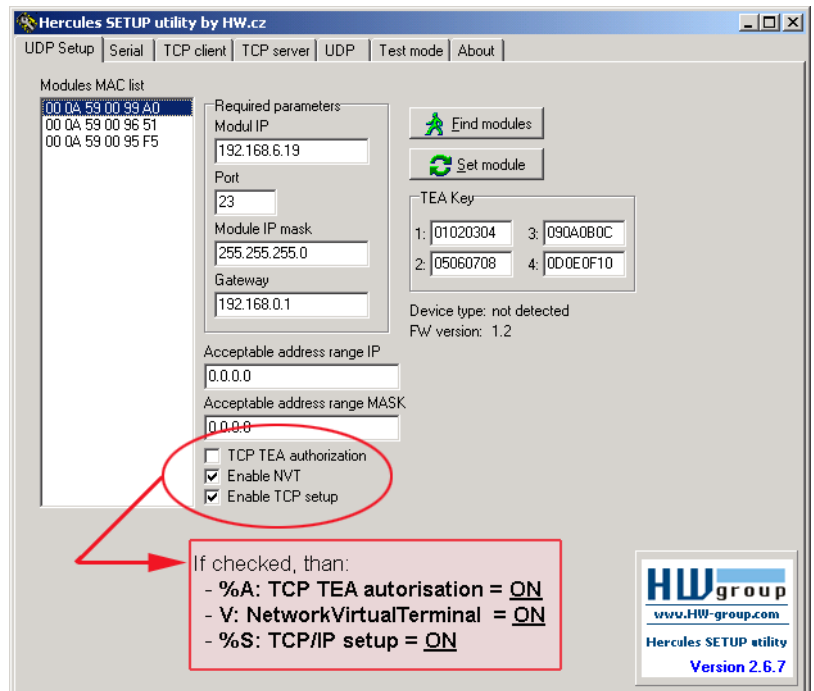 Hercules SETUP utility by HW.cz
UDP Setup Serial TCP client TCP server UDP Test mode About
Modules MAC list
00 0A 59 00 99 A0
00 0A 59 00 96 51
00 0A 59 00 95 F5
Required parameters
Modul IP
192.168.6.19
Port
23
Module IP mask
255.255.255.0
Gateway
192.168.0.1
Find modules
Set module
TEA Key
1: 01020304 3: 090A0B0C
2: 05060708 4: 0D0E0F10
Device type: not detected
FW version: 1.2
Acceptable address range IP
0.0.0.0
Acceptable address range MASK
0.0.0.0
TCP TEA authorization
Enable NVT
Enable TCP setup
If checked, than:
- %A: TCP TEA autorisation = ON
- V: NetworkVirtualTerminal = ON
- %S: TCP/IP setup = ON
HW group
www.HW-group.com
Hercules SETUP utility
Version 2.6.7